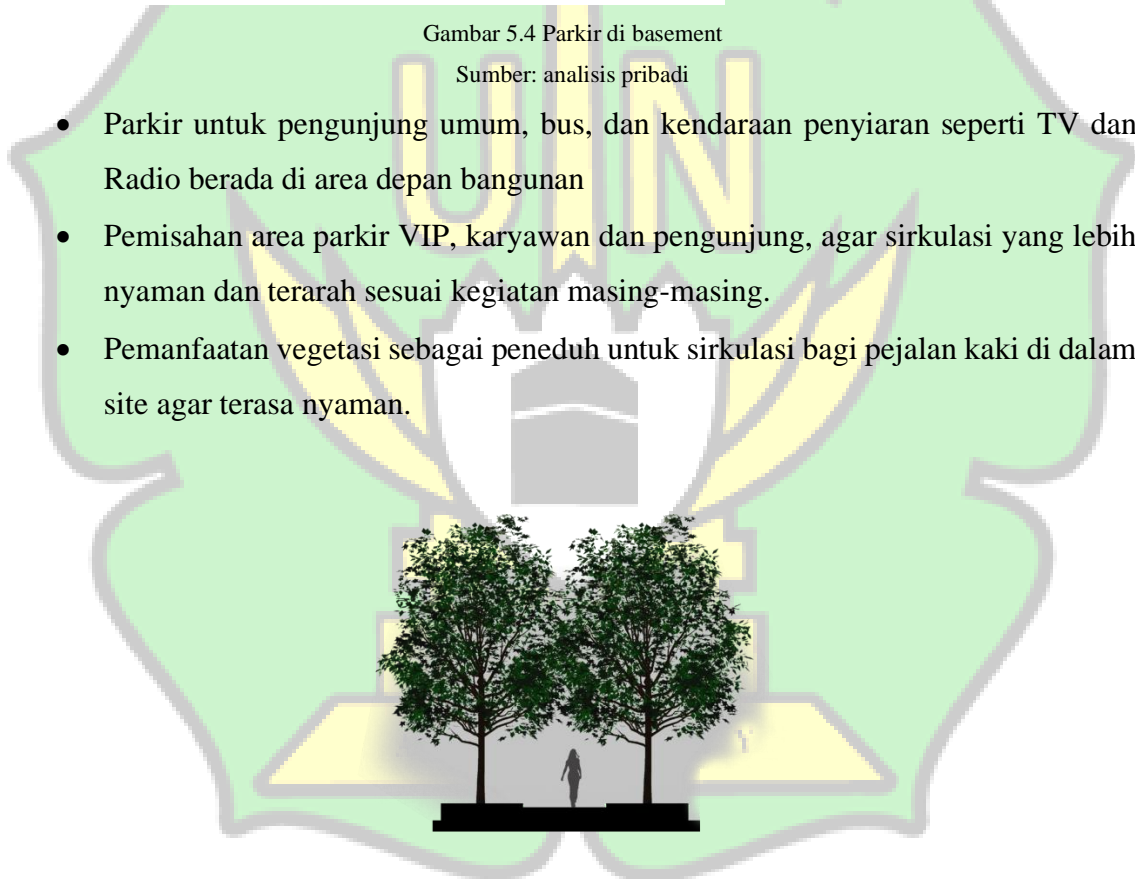 Gambar 5.4 Parkir di basement
Sumber: analisis pribadi
• Parkir untuk pengunjung umum, bus, dan kendaraan penyiaran seperti TV dan
Radio berada di area depan bangunan
• Pemisahan area parkir VIP, karyawan dan pengunjung, agar sirkulasi yang lebih
nyaman dan terarah sesuai kegiatan masing-masing.
• Pemanfaatan vegetasi sebagai peneduh untuk sirkulasi bagi pejalan kaki di dalam
site agar terasa nyaman.
UIN